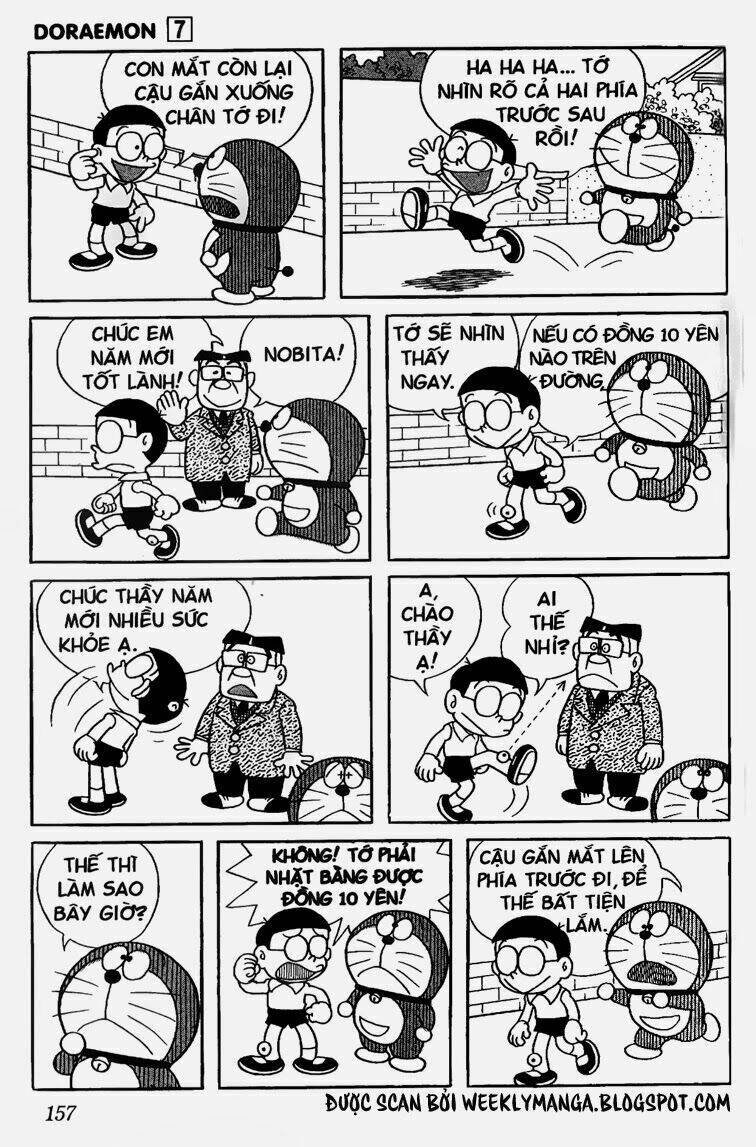 DORAEMON 7
HA HA HA... TỚ
NHÌN RÕ CẢ HAI PHÍA
TRƯỚC SAU
RỒI!
CON MẮT CÒN LẠI
CẬU GẮN XUỐNG
CHÂN TỚ ĐI!
NẾU CÓ ĐỒNG 10 YÊN
NÀO TRÊN
ĐƯỜNG,
TỚ SẼ NHÌN
THẤY
NGAY.
NOBITA!
CHÚC EM
NĂM MỚI
TỐT LÀNH!
AI
THẾ
NHỈ?
A,
CHÀO
THẦY
Ạ!
CHÚC THẦY NĂM
MỚI NHIỀU SỨC
KHỎE Ạ.
CẬU GẮN MẮT LÊN
PHÍA TRƯỚC ĐI, ĐỂ
THẾ BẤT TIỆN
LẮM.
KHÔNG! TỚ PHẢI
NHẶT BẰNG ĐƯỢC
ĐỒNG 10 YÊN!
THẾ THÌ
LÀM SAO
BÂY GIỜ?
157
ĐƯỢC SCAN BỞI WEEKLYMANGA.BLOGSPOT.COM